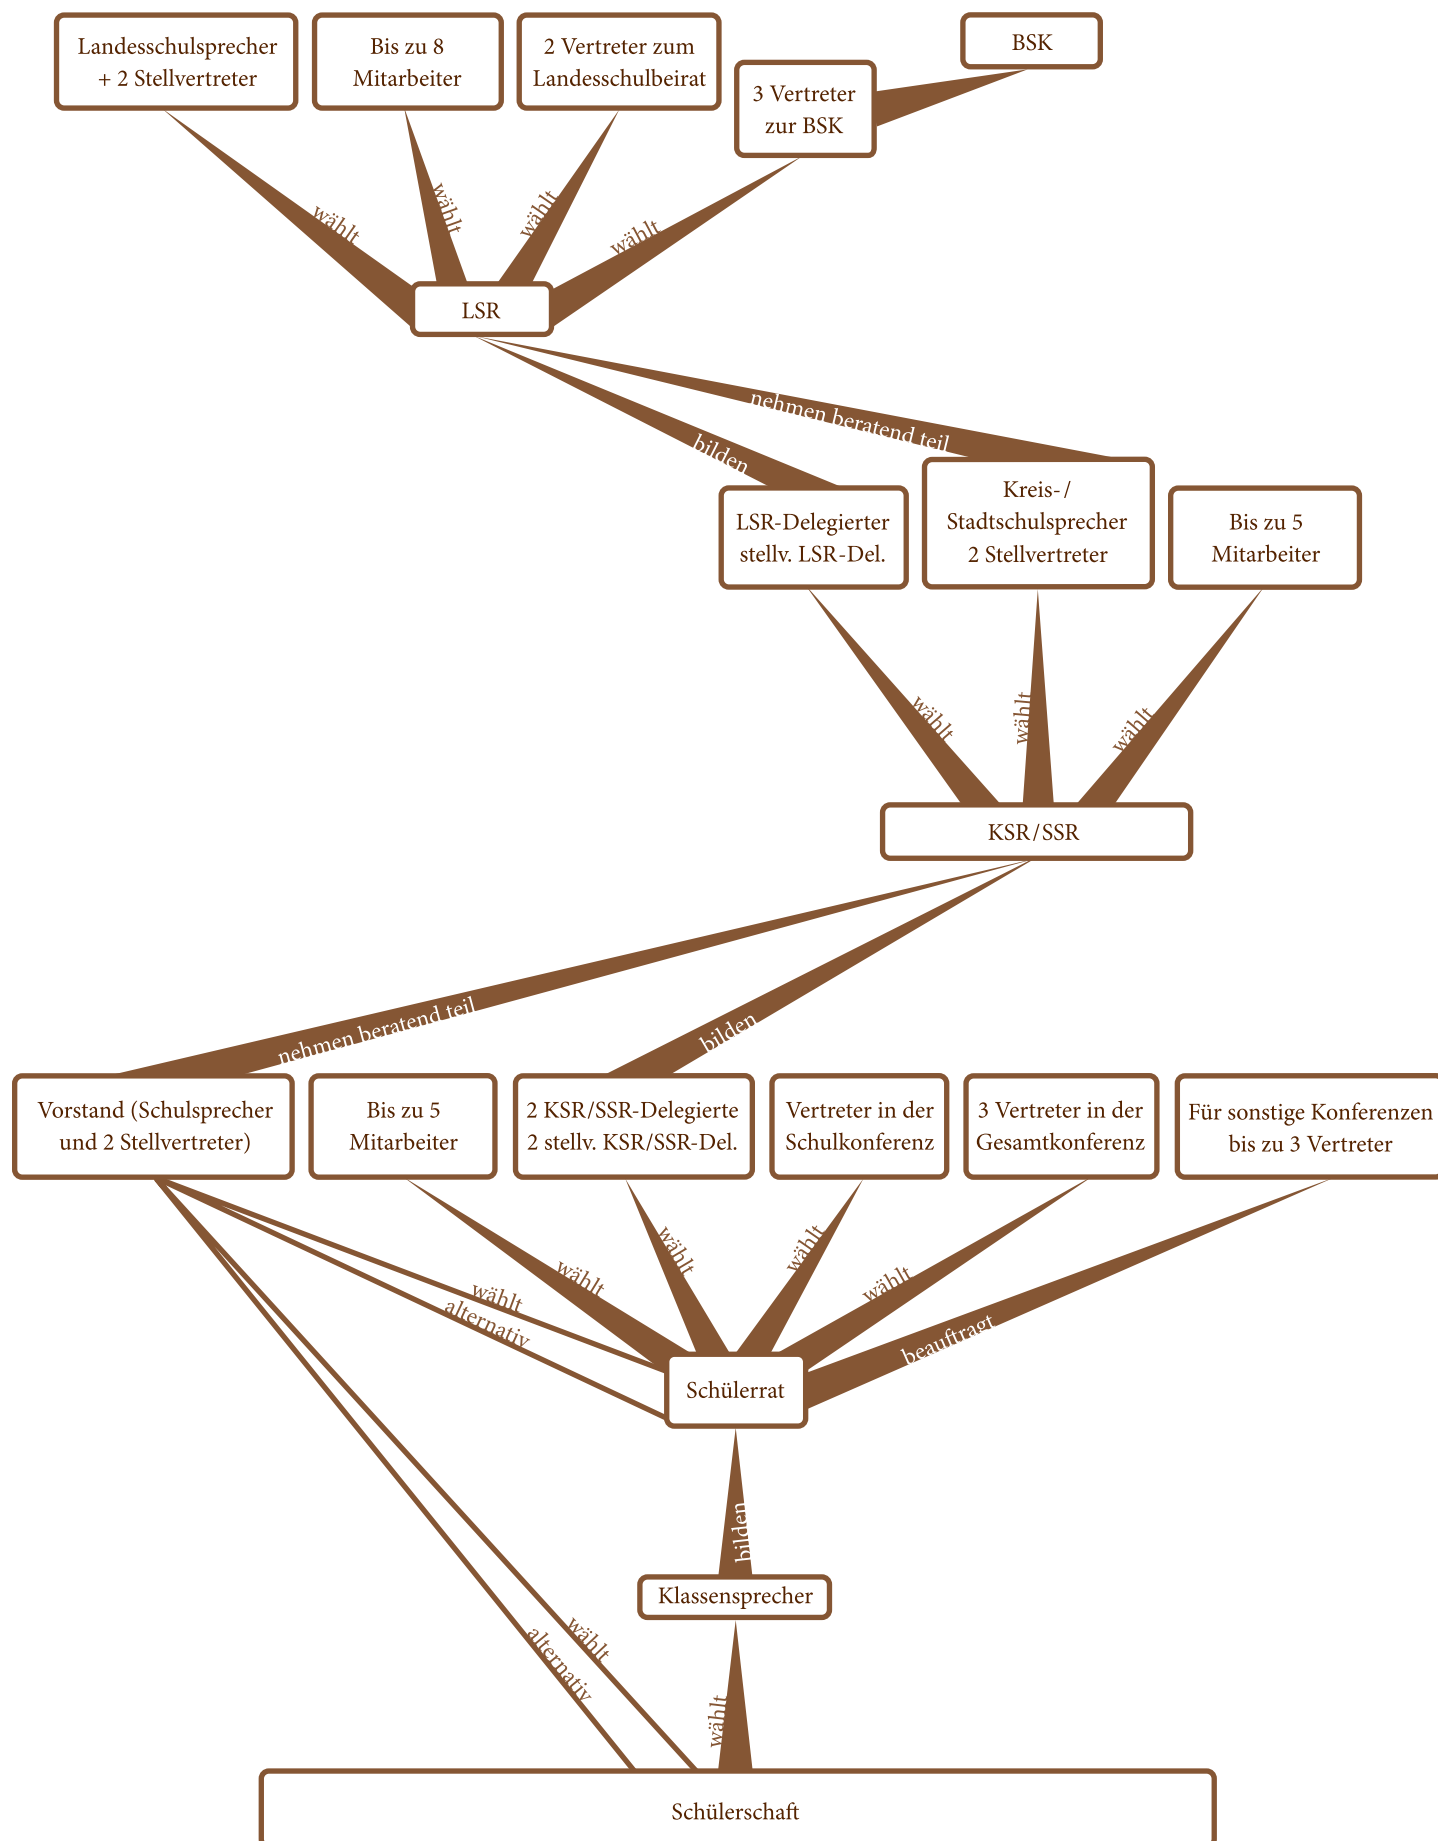 Landesschulsprecher
+ 2 Stellvertreter
Bis zu 8
Mitarbeiter
2 Vertreter zum
Landesschulbeirat
3 Vertreter
zur BSK
BSK
wählt
wählt
wählt
wählt
LSR
nehmen beratend teil
bilden
LSR-Delegierter
stellv. LSR-Del.
Kreis-/
Stadtschulsprecher
2 Stellvertreter
Bis zu 5
Mitarbeiter
wählt
wählt
wählt
KSR/SSR
nehmen beratend teil
bilden
Vorstand (Schulsprecher
und 2 Stellvertreter)
Bis zu 5
Mitarbeiter
2 KSR/SSR-Delegierte
2 stellv. KSR/SSR-Del.
Vertreter in der
Schulkonferenz
3 Vertreter in der
Gesamtkonferenz
Für sonstige Konferenzen
bis zu 3 Vertreter
wählt
alternativ
wählt
wählt
wählt
wählt
beauftragt
Schülerrat
bilden
Klassensprecher
wählt
alternativ
wählt
Schülerschaft